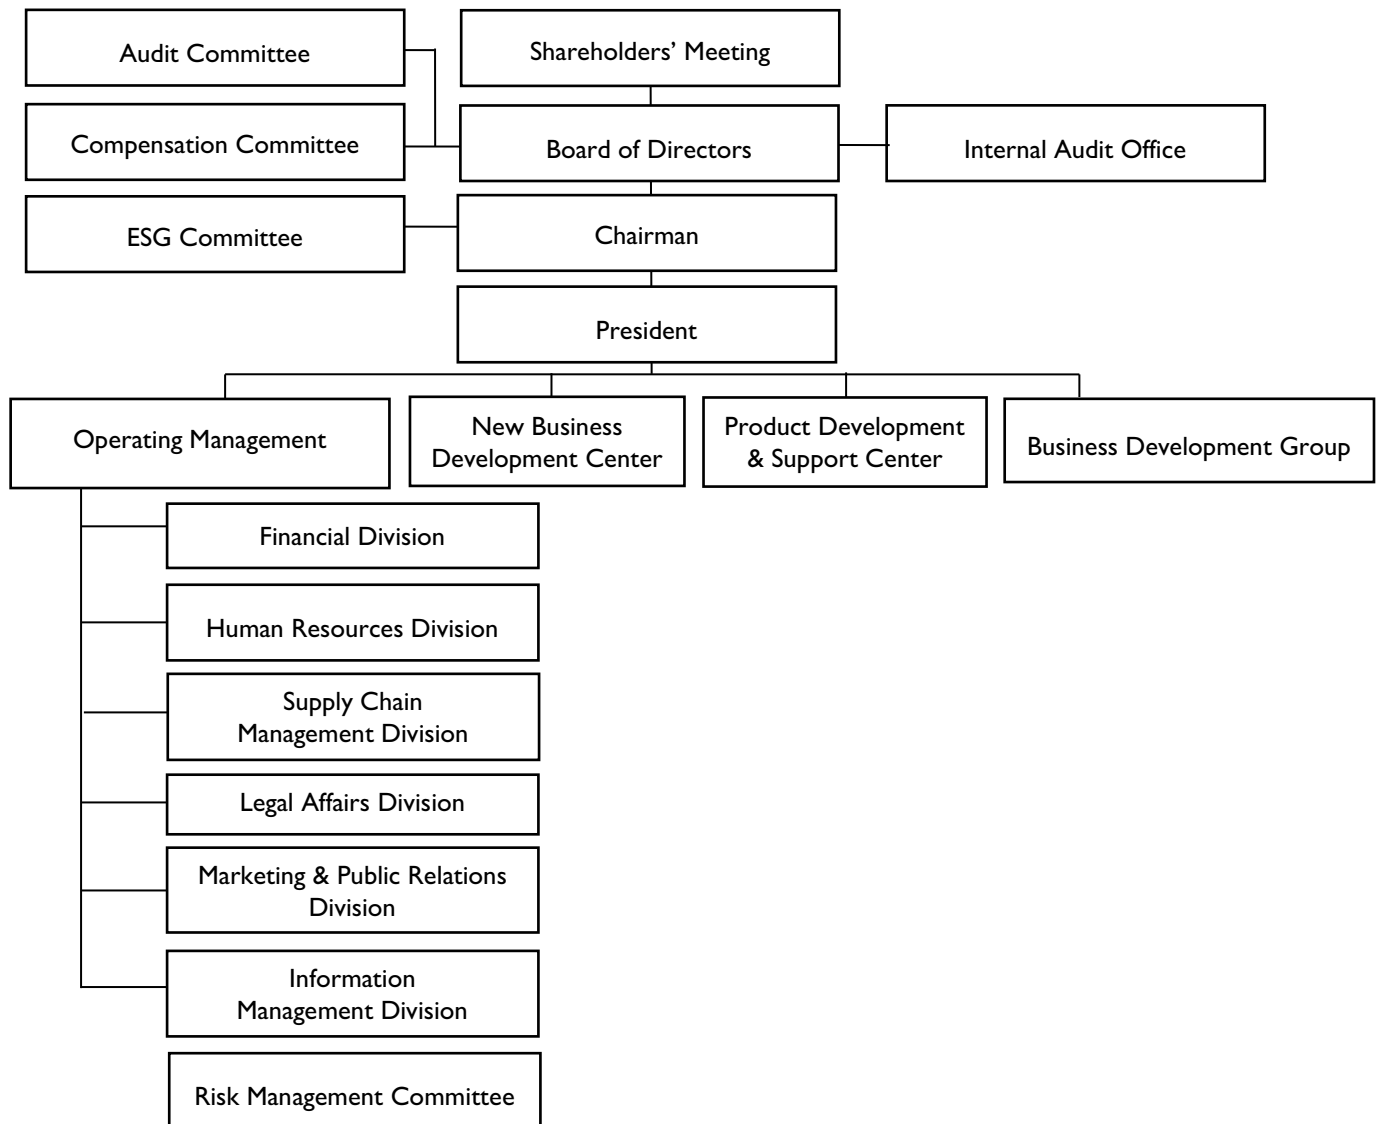 Audit Committee
Shareholders’ Meeting
Compensation Committee
Board of Directors
Internal Audit Office
ESG Committee
Chairman
President
Operating Management
New Business
Development Center
Product Development
& Support Center
Business Development Group
Financial Division
Human Resources Division
Supply Chain
Management Division
Legal Affairs Division
Marketing & Public Relations
Division
Information
Management Division
Risk Management Committee